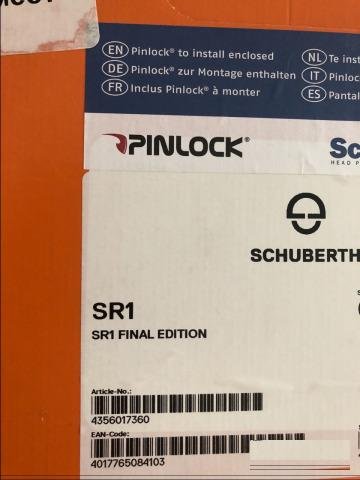 EN Pinlock® to install enclosed
DE Pinlock® zur Montage enthalten
FR Inclus Pinlock® à monter
NL Te inst
IT Pinloc
ES Pantal
PINLOCK®
Sc
HEAD P
SCHUBERTH
SR1
SR1 FINAL EDITION
Article-No.:
4356017360
EAN-Code:
4017765084103